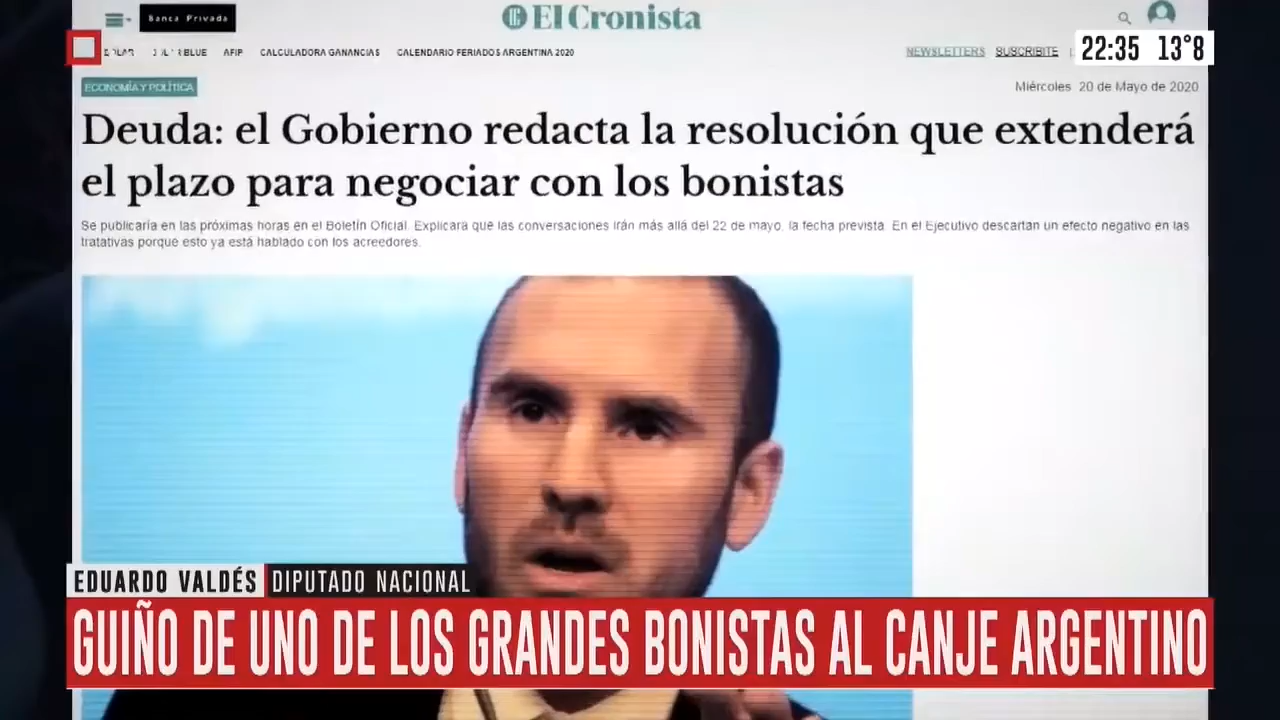 Banca Privada
El Cronista
22:35 13°8
BLUE AFIP CALCULADORA GANANCIAS CALENDARIO FERIADOS ARGENTINA 2020
NEWSLETTERS SUSCRIBITE
ECONOMÍA Y POLÍTICA
Miércoles 20 de Mayo de 2020
Deuda: el Gobierno redacta la resolución que extenderá
el plazo para negociar con los bonistas
Se publicaría en las próximas horas en el Boletín Oficial. Explicará que las conversaciones irán más allá del 22 de mayo, la fecha prevista. En el Ejecutivo descartan un efecto negativo en las
tratativas porque esto ya está hablado con los acreedores.
EDUARDO VALDÉS DIPUTADO NACIONAL
GUIÑO DE UNO DE LOS GRANDES BONISTAS AL CANJE ARGENTINO